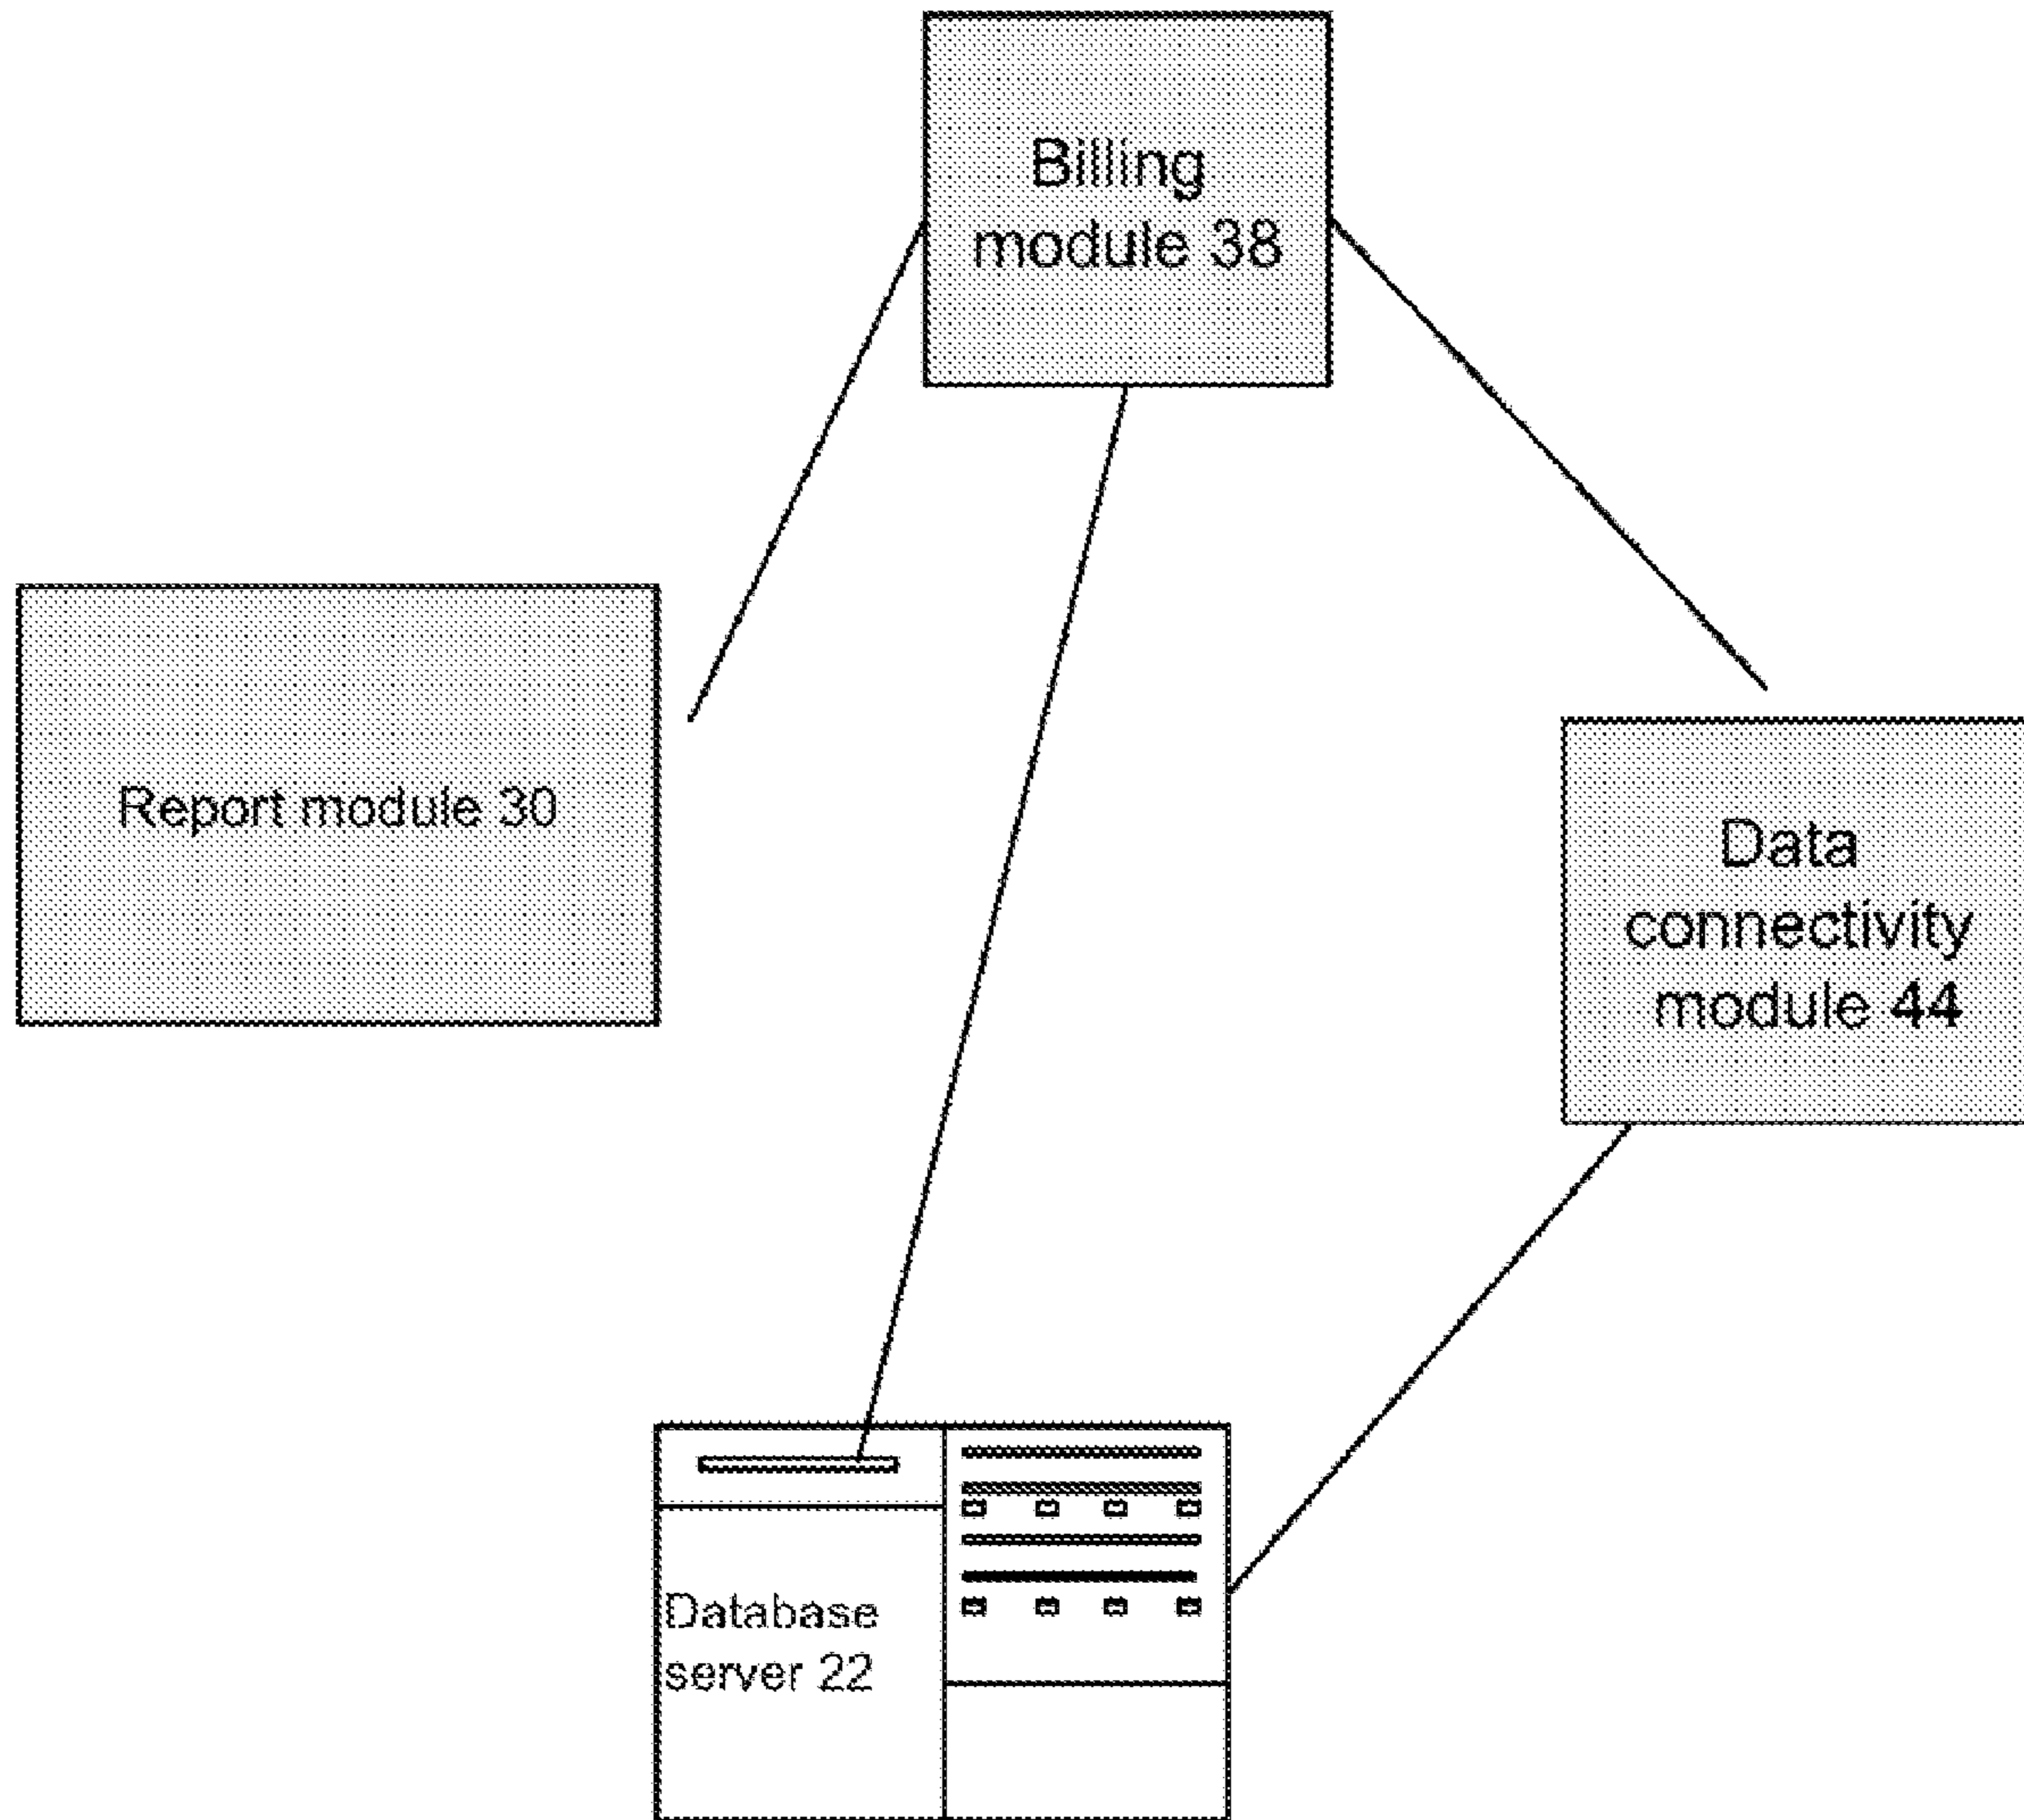 Billing
module 38
Report module 30
Data
connectivity
module 44
Database
server 22